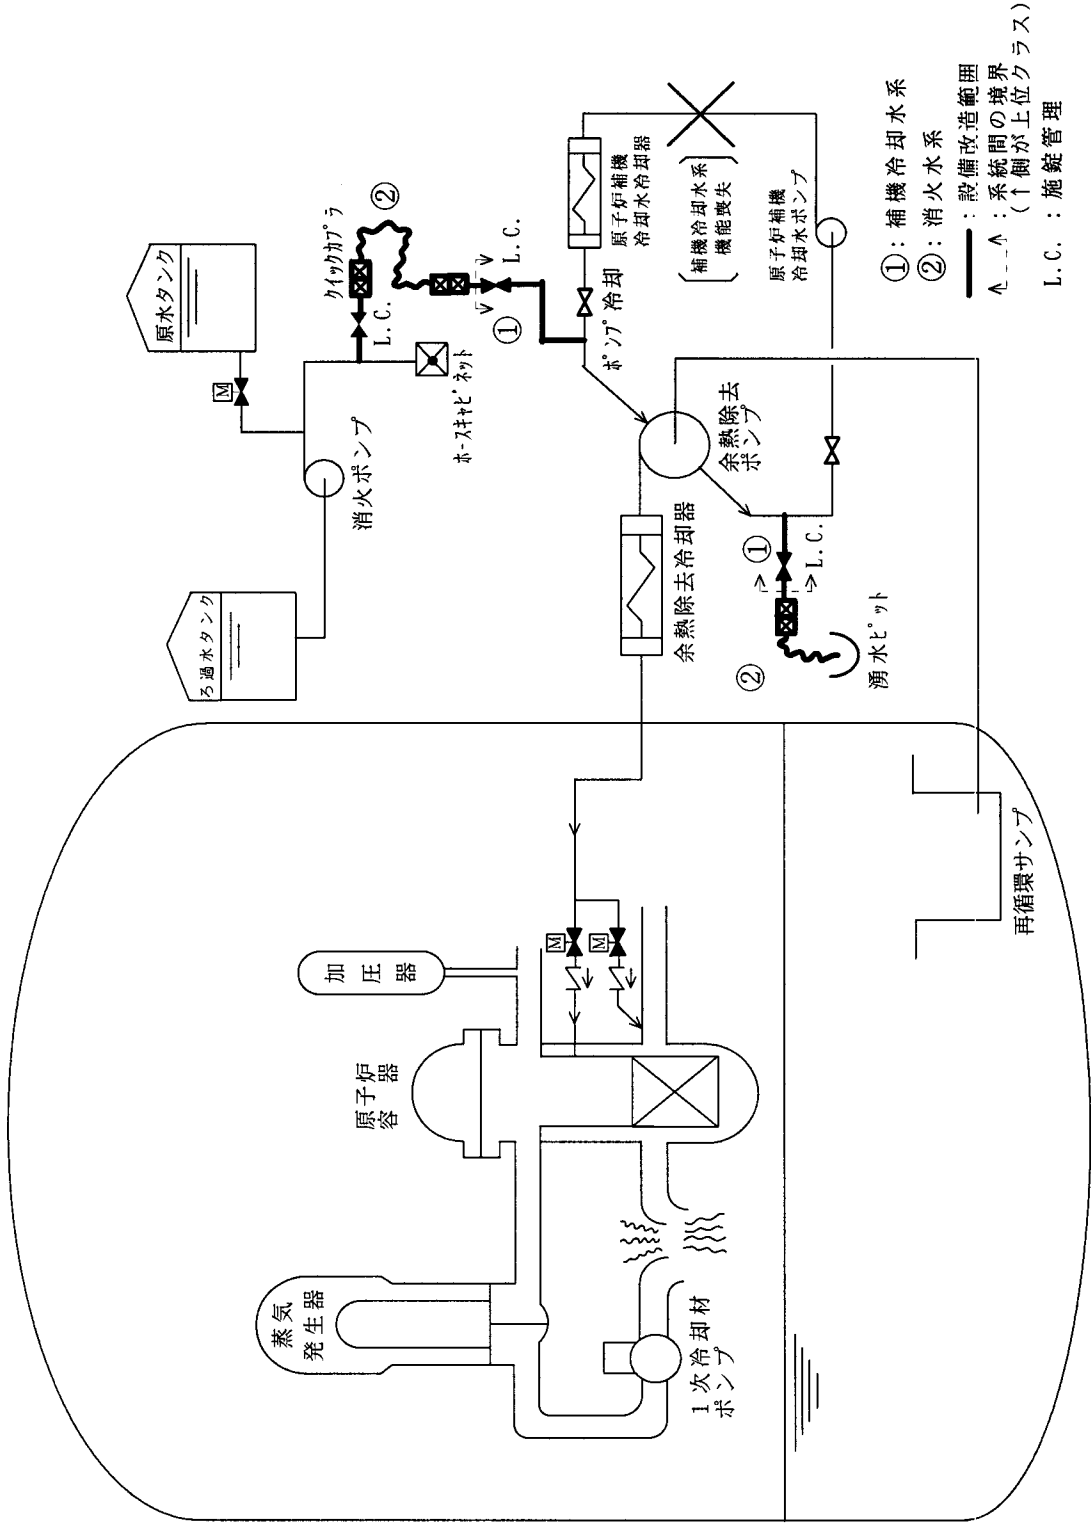 蒸気
発生器
1次冷却材
ポンプ
原子炉
容器
加圧器
再循環サンプ
ろ過水タンク
消火ポンプ
原水タンク
M
クイックカプラ
②
L.C.
ホースキャビネット
①
L.C.
ポンプ冷却
原子炉補機
冷却水冷却器
補機冷却水系
機能喪失
原子炉補機
冷却水ポンプ
余熱除去
ポンプ
余熱除去冷却器
①
L.C.
②
湧水ピット
M
M
①:補機冷却水系
②:消火水系
:設備改造範囲
:系統間の境界
(↑側が上位クラス)
L.C. :施錠管理